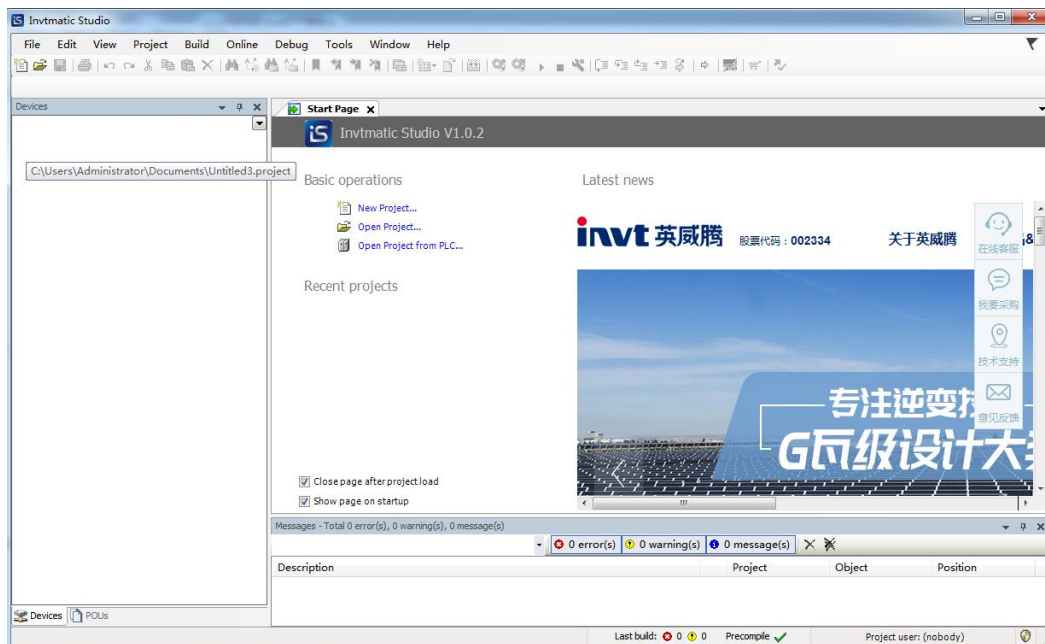 Invtmatic Studio
File Edit View Project Build Online Debug Tools Window Help
Devices
Start Page
Invtmatic Studio V1.0.2
C:\Users\Administrator\Documents\Untitled3.project
Basic operations
Latest news
New Project...
Open Project...
Open Project from PLC...
invt 英威腾 股票代码：002334 关于英威腾 &
在线客服
Recent projects
我要采购
技术支持
专注逆变技
意见反馈
G瓦级设计大
Close page after project load
Show page on startup
Messages - Total 0 error(s), 0 warning(s), 0 message(s)
0 error(s) 0 warning(s) 0 message(s)
Description Project Object Position
Devices POUs
Last build: 0 0 Precompile Project user: (nobody)